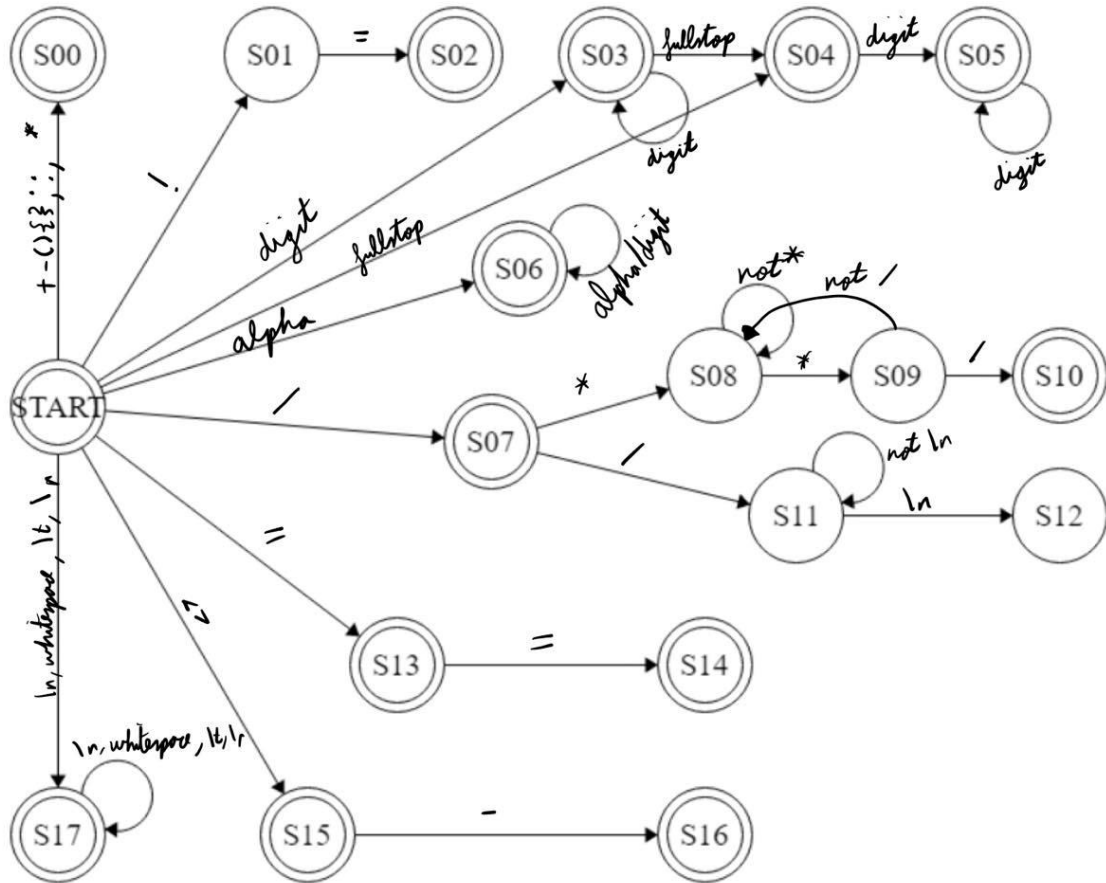 S00
S01
=
S02
S03
fullstop
S04
digit
S05
digit
digit
+ - ( ) { } : ; , *
!
digit
fullstop
alpha
S06
alpha/digit
START
/
S07
*
S08
not *
not /
*
S09
/
S10
/
S11
not \n
\n
S12
=
S13
=
S14
<>
S15
-
S16
\n, whitespace, \t, \r
S17
\n, whitespace, \t, \r